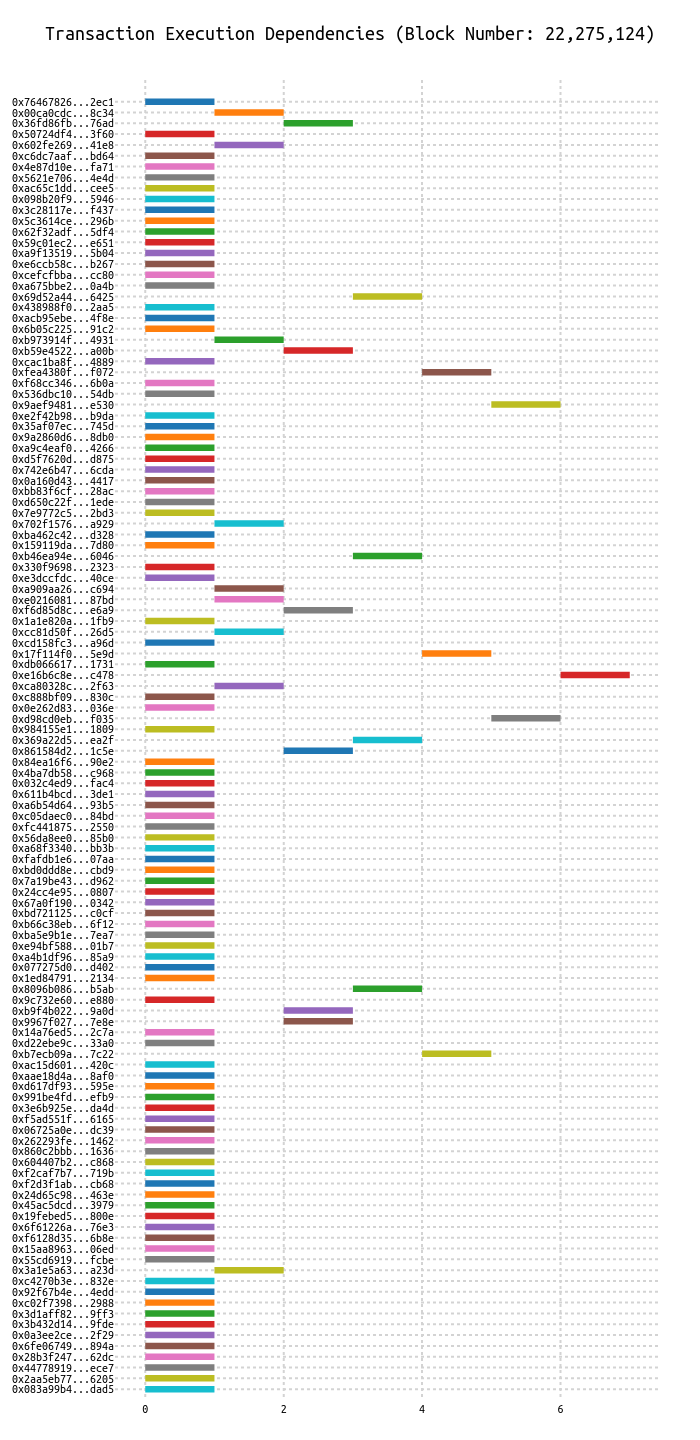 Transaction Execution Dependencies (Block Number: 22,275,124)
0x76467826...2ec1
0x00ca0cdc...8c34
0x36fd86fb...76ad
0x50724df4...3f60
0x602fe269...41e8
0xc6dc7aaf...bd64
0x4e87d10e...fa71
0x5621e706...4e4d
0xac65c1dd...cee5
0x098b20f9...5946
0x3c28117e...f437
0x5c3614ce...296b
0x62f32adf...5df4
0x59c01ec2...e651
0xa9f13519...5b04
0xe6ccb58c...b267
0xcefcfbba...cc80
0xa675bbe2...0a4b
0x69d52a44...6425
0x438988f0...2aa5
0xacb95ebe...4f8e
0x6b05c225...91c2
0xb973914f...4931
0xb59e4522...a00b
0xcac1ba8f...4889
0xfea4380f...f072
0xf68cc346...6b0a
0x536dbc10...54db
0x9aef9481...e530
0xe2f42b98...b9da
0x35af07ec...745d
0x9a2860d6...8db0
0xa9c4eaf0...4266
0xd5f7620d...d875
0x742e6b47...6cda
0x0a160d43...4417
0xbb83f6cf...28ac
0xd650c22f...1ede
0x7e9772c5...2bd3
0x702f1576...a929
0xba462c42...d328
0x159119da...7d80
0xb46ea94e...6046
0x330f9698...2323
0xe3dccfdc...40ce
0xa909aa26...c694
0xe0216081...87bd
0xf6d85d8c...e6a9
0x1a1e820a...1fb9
0xcc81d50f...26d5
0xcd158fc3...a96d
0x17f114f0...5e9d
0xdb066617...1731
0xe16b6c8e...c478
0xca80328c...2f63
0xc888bf09...830c
0x0e262d83...036e
0xd98cd0eb...f035
0x984155e1...1809
0x369a22d5...ea2f
0x861584d2...1c5e
0x84ea16f6...90e2
0x4ba7db58...c968
0x032c4ed9...fac4
0x611b4bcd...3de1
0xa6b54d64...93b5
0xc05daec0...84bd
0xfc441875...2550
0x56da8ee0...85b0
0xa68f3340...bb3b
0xfafdb1e6...07aa
0xbd0ddd8e...cbd9
0x7a19be43...d962
0x24cc4e95...0807
0x67a0f190...0342
0xbd721125...c0cf
0xb66c38eb...6f12
0xba5e9b1e...7ea7
0xe94bf588...01b7
0xa4b1df96...85a9
0x077275d0...d402
0x1ed84791...2134
0x8096b086...b5ab
0x9c732e60...e880
0xb9f4b022...9a0d
0x9967f027...7e8e
0x14a76ed5...2c7a
0xd22ebe9c...33a0
0xb7ecb09a...7c22
0xac15d601...420c
0xaae18d4a...8af0
0xd617df93...595e
0x991be4fd...efb9
0x3e6b925e...da4d
0xf5ad551f...6165
0x06725a0e...dc39
0x262293fe...1462
0x860c2bbb...1636
0x604407b2...c868
0xf2caf7b7...719b
0xf2d3f1ab...cb68
0x24d65c98...463e
0x45ac5dcd...3979
0x19febed5...800e
0x6f61226a...76e3
0xf6128d35...6b8e
0x15aa8963...06ed
0x55cd6919...fcbe
0x3a1e5a63...a23d
0xc4270b3e...832e
0x92f67b4e...4edd
0xc02f7398...2988
0x3d1aff82...9ff3
0x3b432d14...9fde
0x0a3ee2ce...2f29
0x6fe06749...894a
0x28b3f247...62dc
0x44778919...ece7
0x2aa5eb77...6205
0x083a99b4...dad5
0 2 4 6